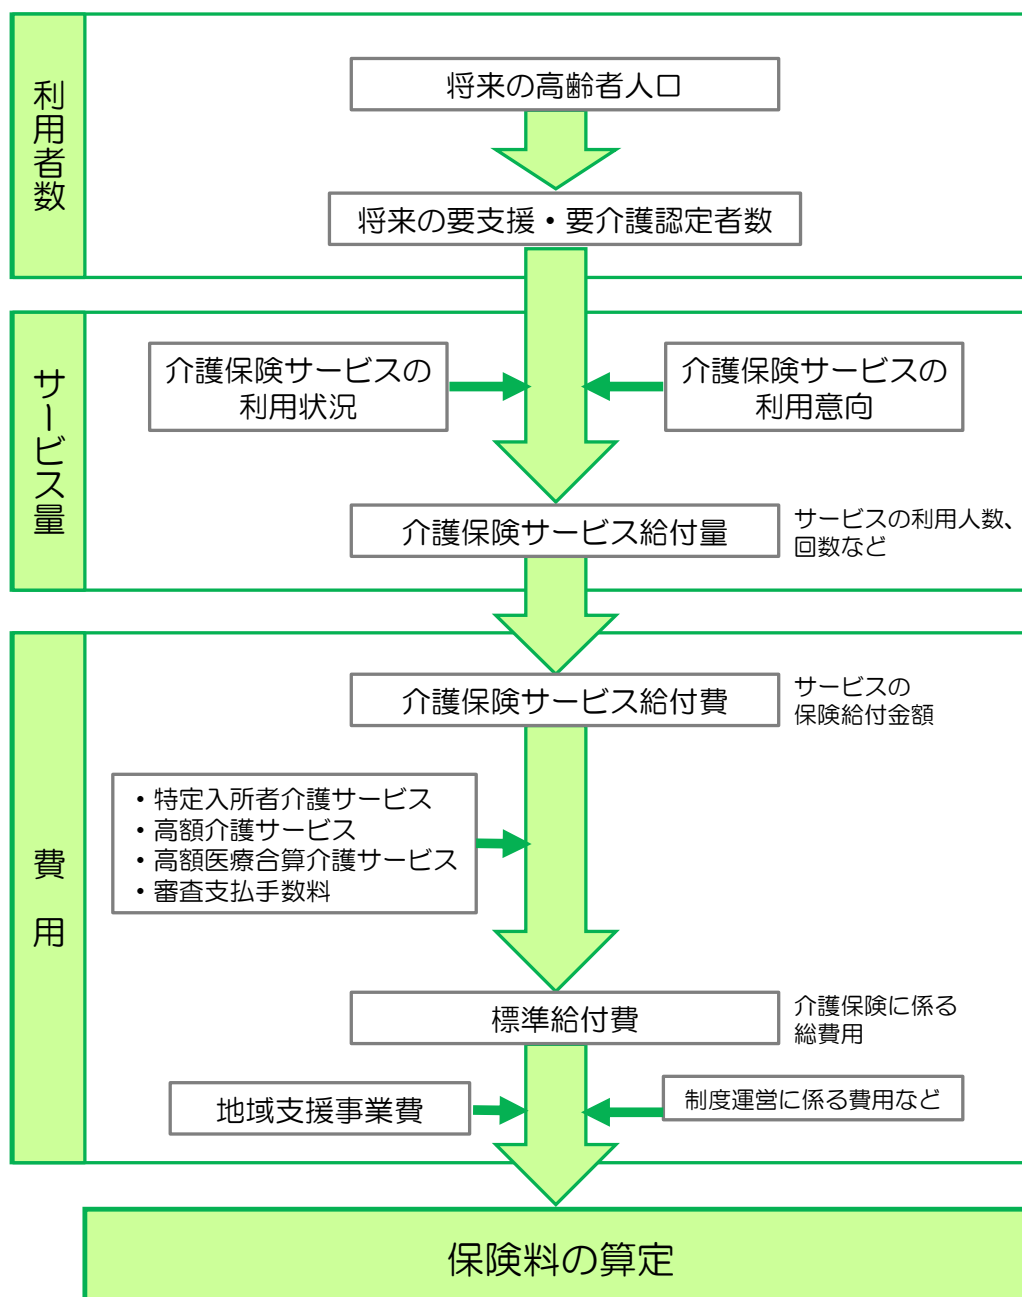 利用者数
将来の高齢者人口
将来の要支援・要介護認定者数
サービス量
介護保険サービスの
利用状況
介護保険サービスの
利用意向
介護保険サービス給付量
サービスの利用人数、
回数など
費用
介護保険サービス給付費
サービスの
保険給付金額
・特定入所者介護サービス
・高額介護サービス
・高額医療合算介護サービス
・審査支払手数料
標準給付費
介護保険に係る
総費用
地域支援事業費
制度運営に係る費用など
保険料の算定